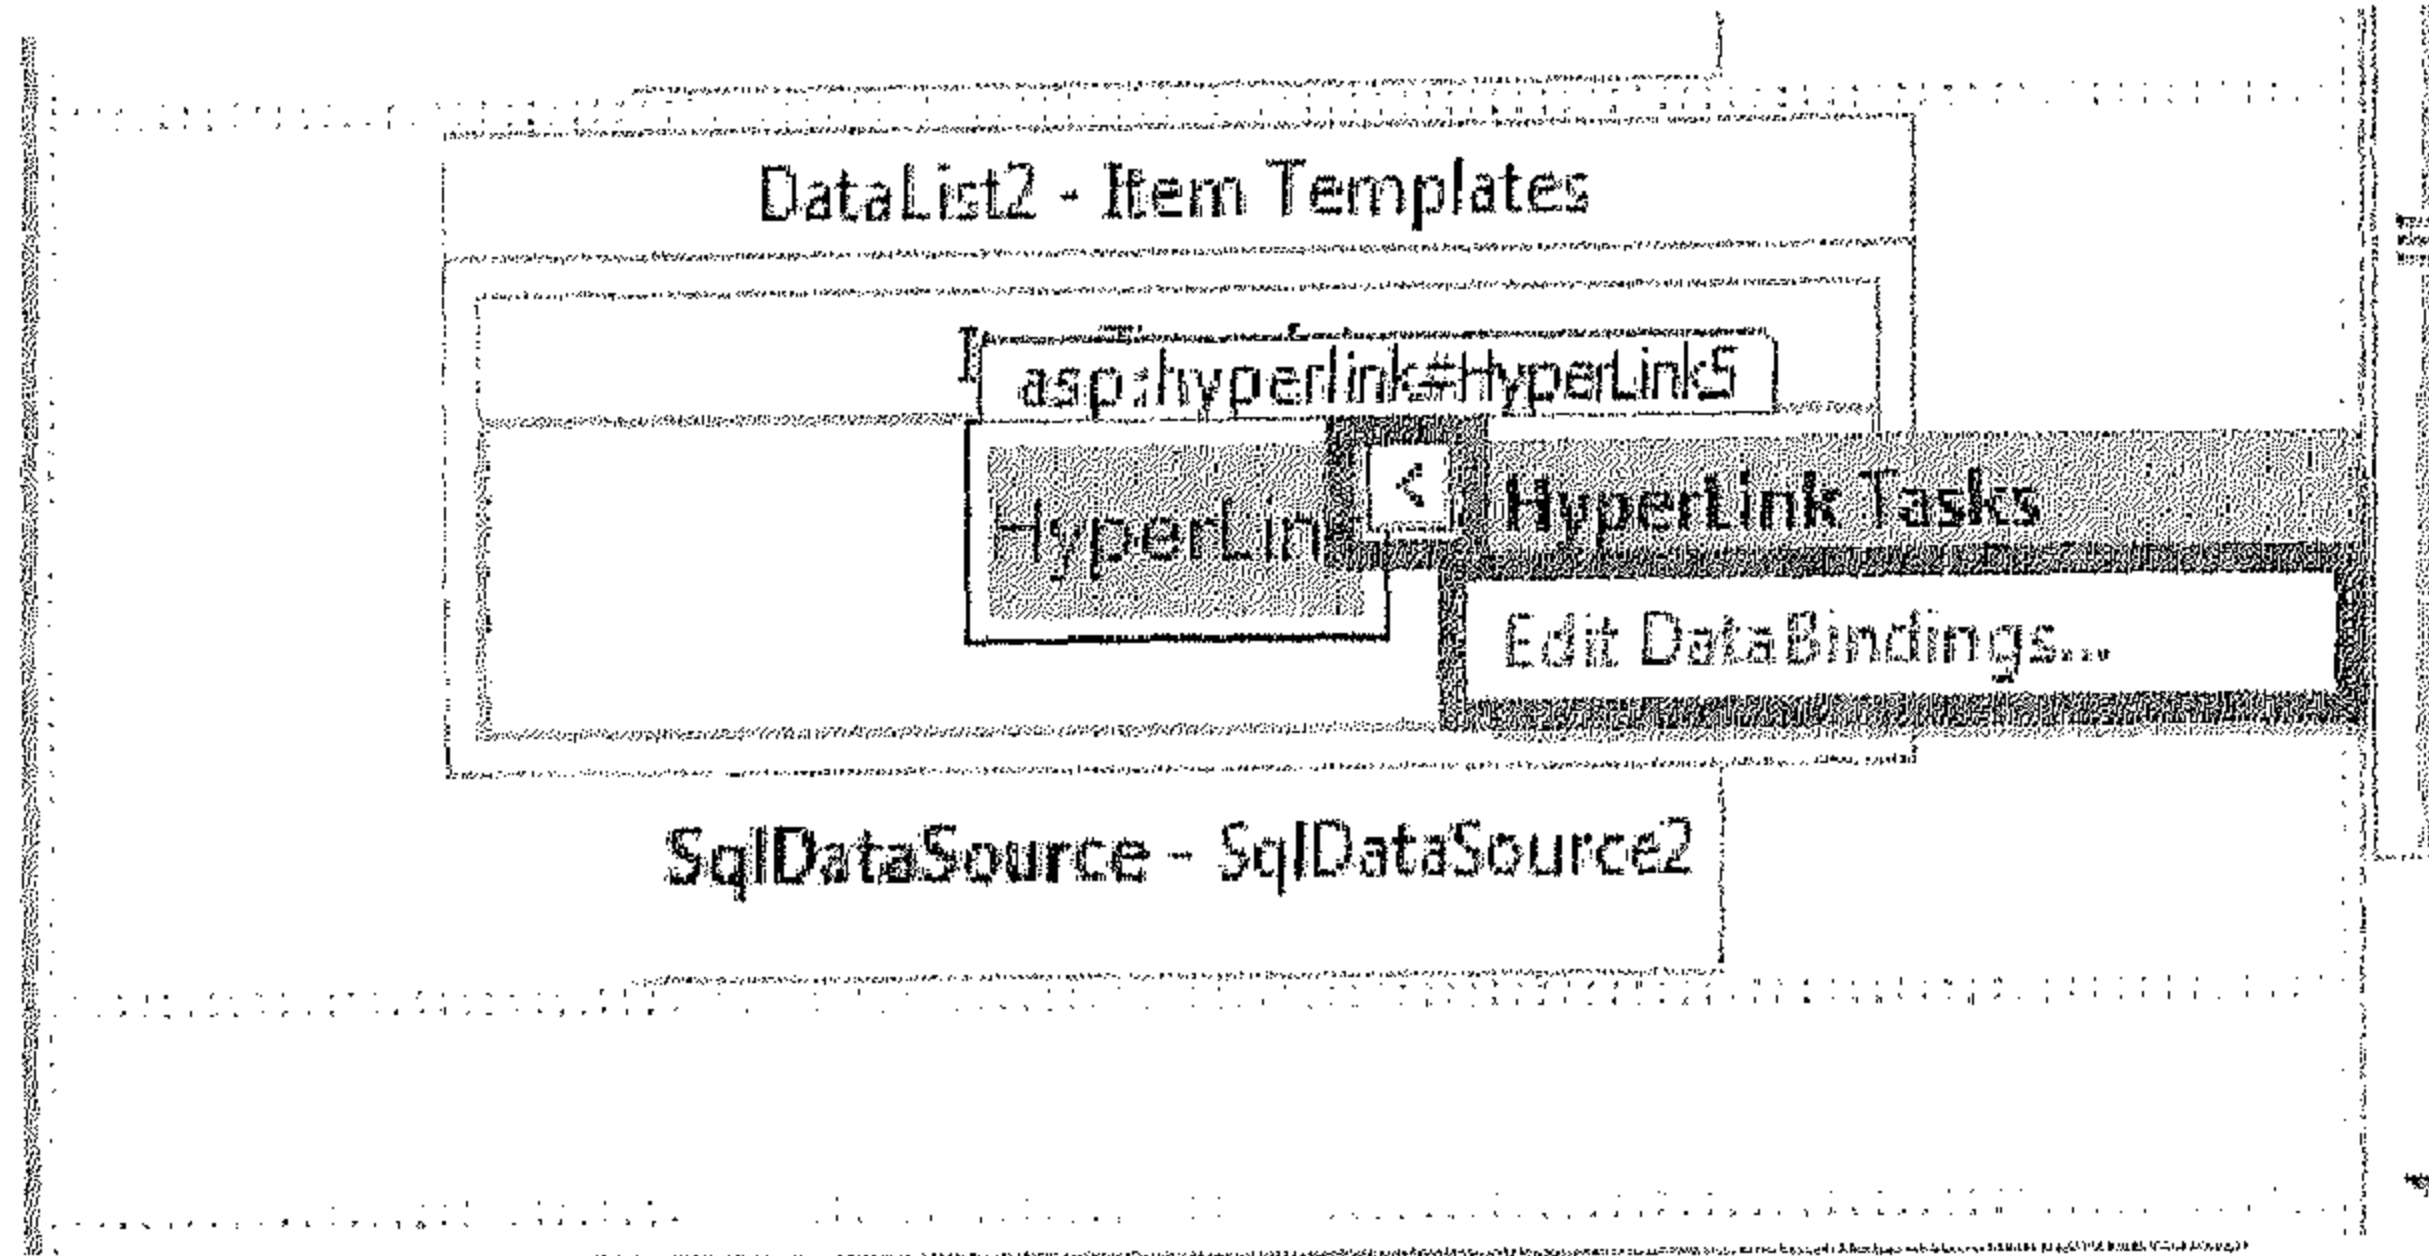 DataList2 - Item Templates
asp:hyperlink#HyperLink5
HyperLin
HyperLink Tasks
Edit DataBindings...
SqlDataSource - SqlDataSource2